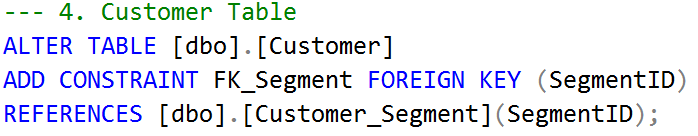 --- 4. Customer Table
ALTER TABLE [dbo].[Customer]
ADD CONSTRAINT FK_Segment FOREIGN KEY (SegmentID)
REFERENCES [dbo].[Customer_Segment](SegmentID);